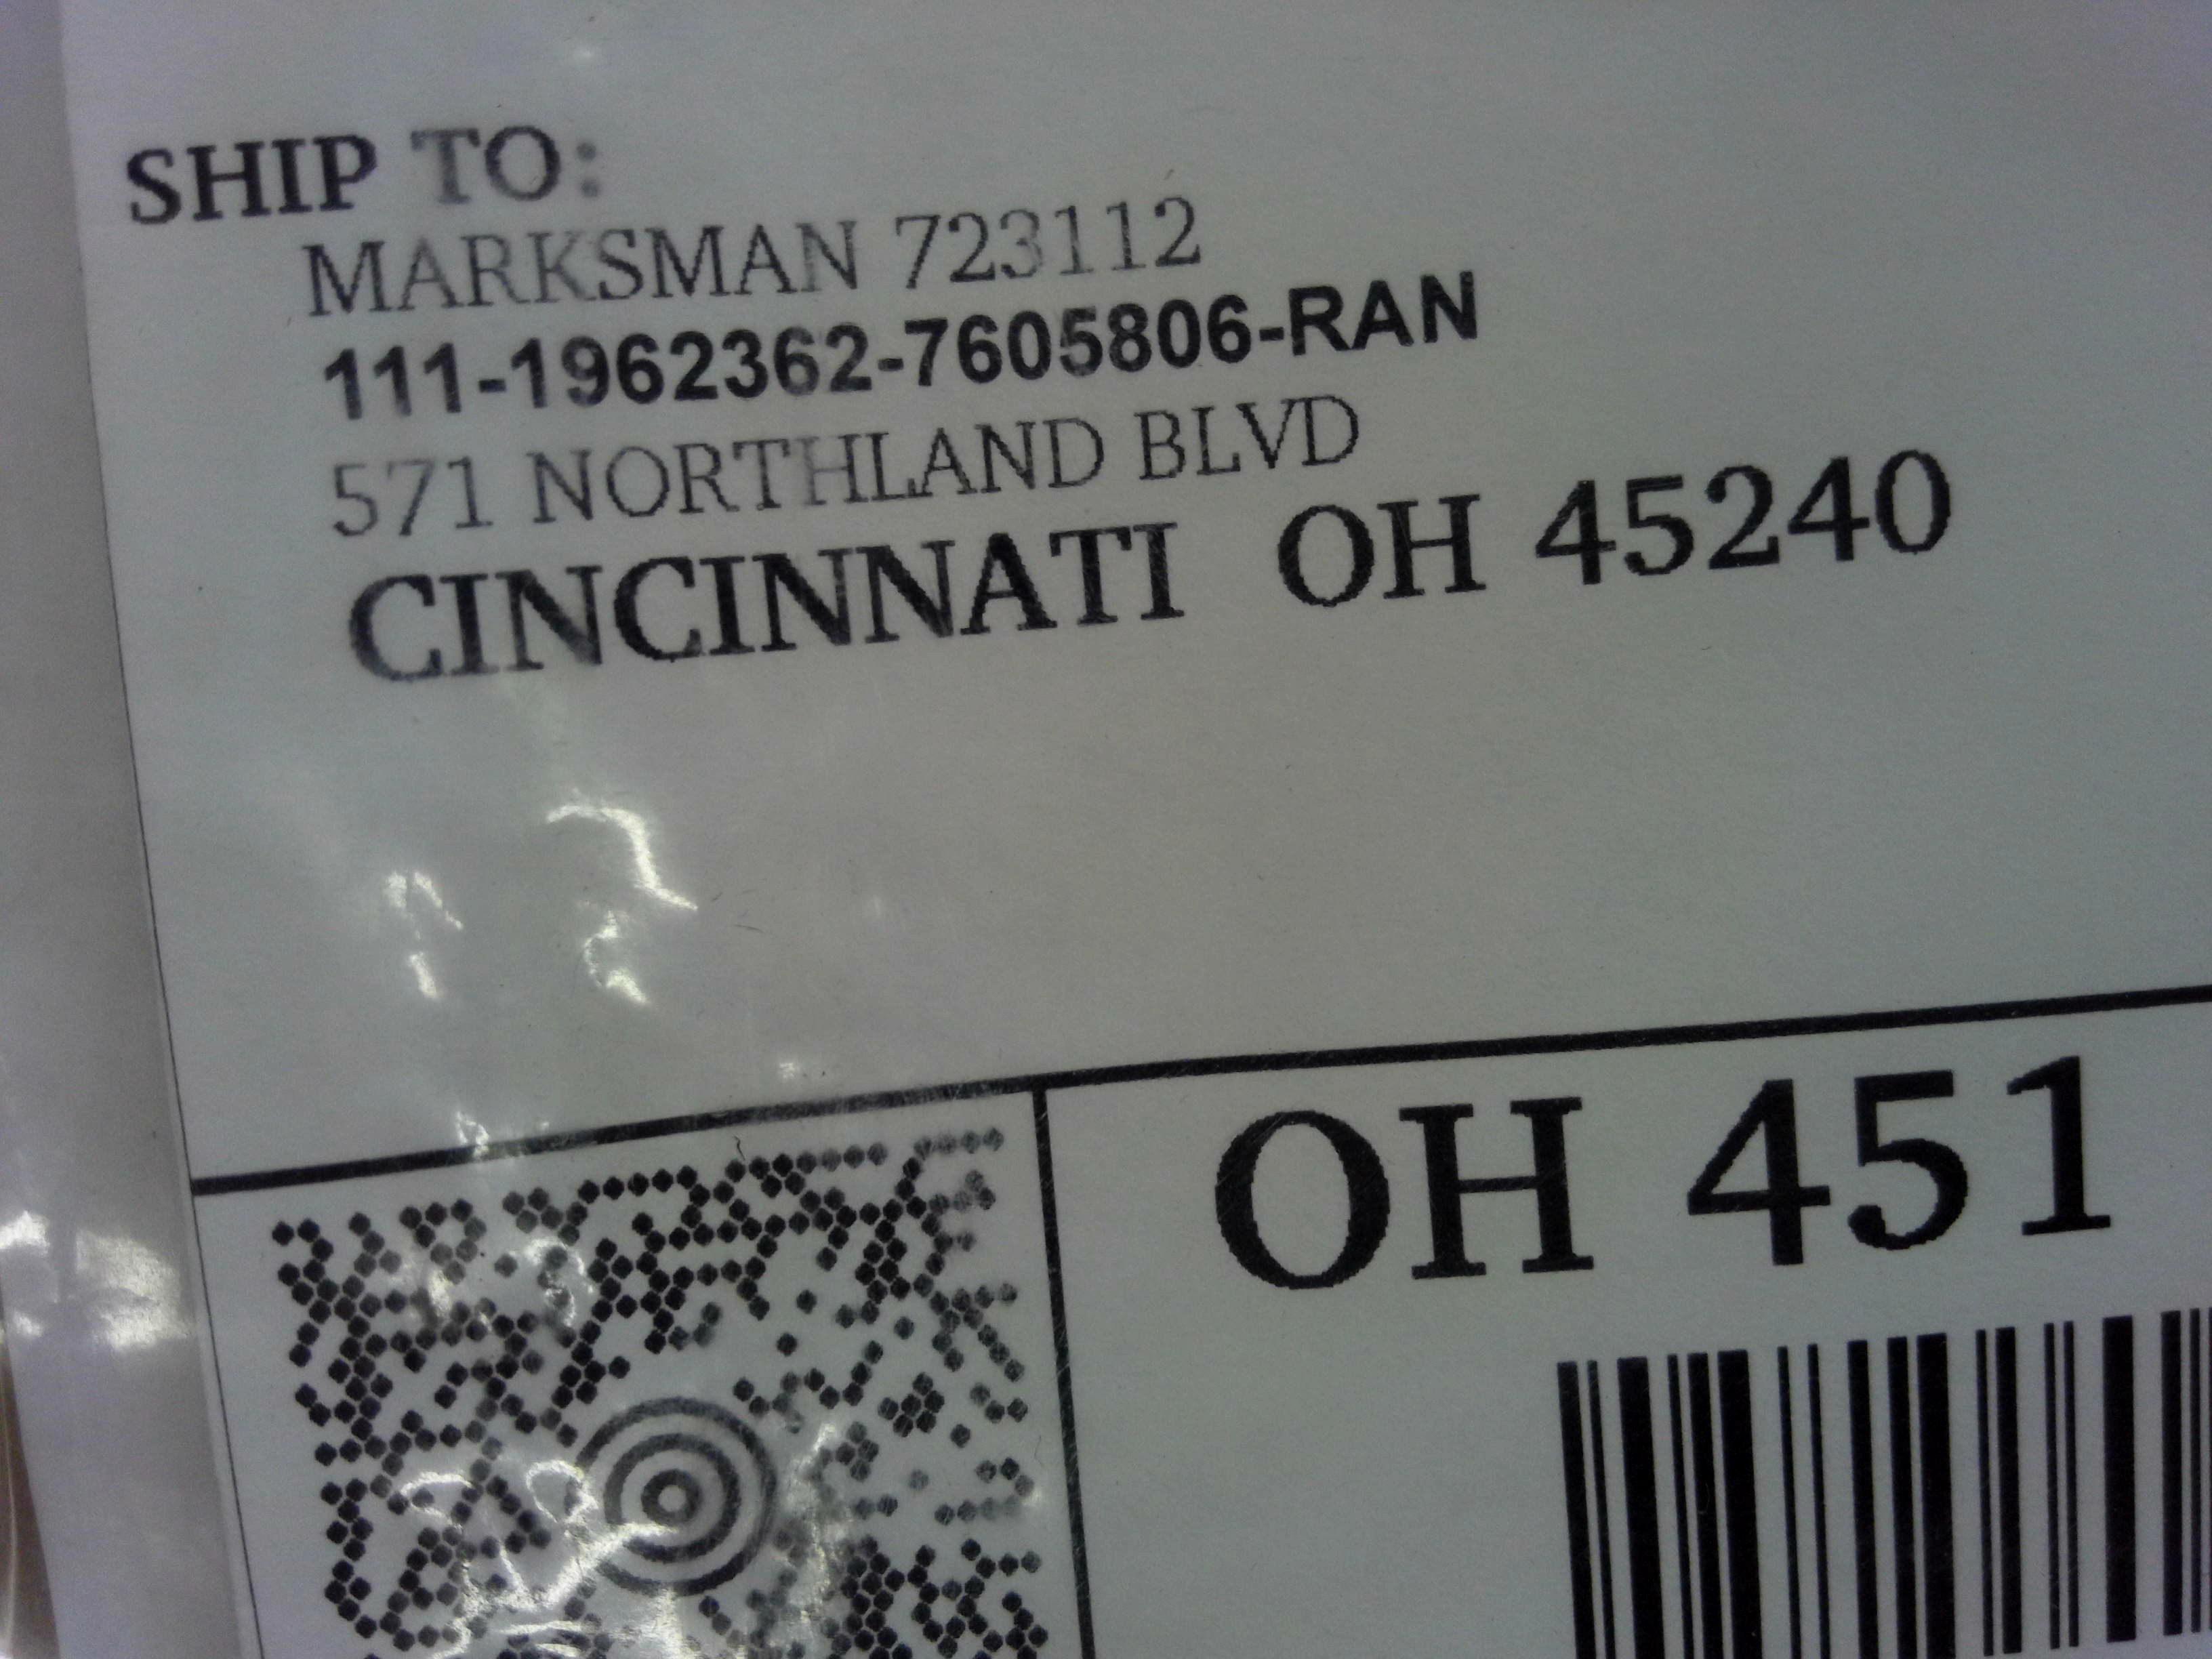 SHIP TO:
MARKSMAN 723112
111-1962362-7605806-RAN
571 NORTHLAND BLVD
CINCINNATI OH 45240
OH 451